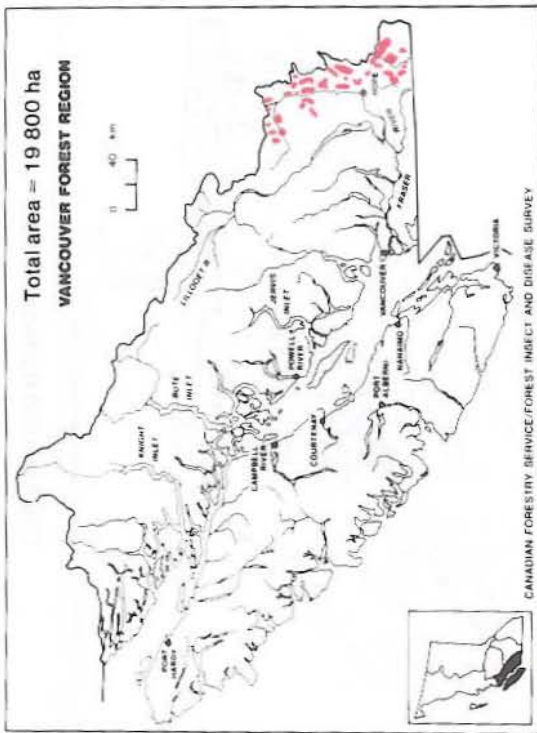 Total area = 19 800 ha
VANCOUVER FOREST REGION
0 40 km
LILLOOET R
KNIGHT
INLET
BUTE
INLET
JERVIS
INLET
POWELL
RIVER
CAMPBELL
RIVER
COURTENAY
PORT
HARDY
PORT
ALBERNI
NANAIMO
VANCOUVER
VICTORIA
FRASER
RIVER
HOPE
CANADIAN FORESTRY SERVICE/FOREST INSECT AND DISEASE SURVEY